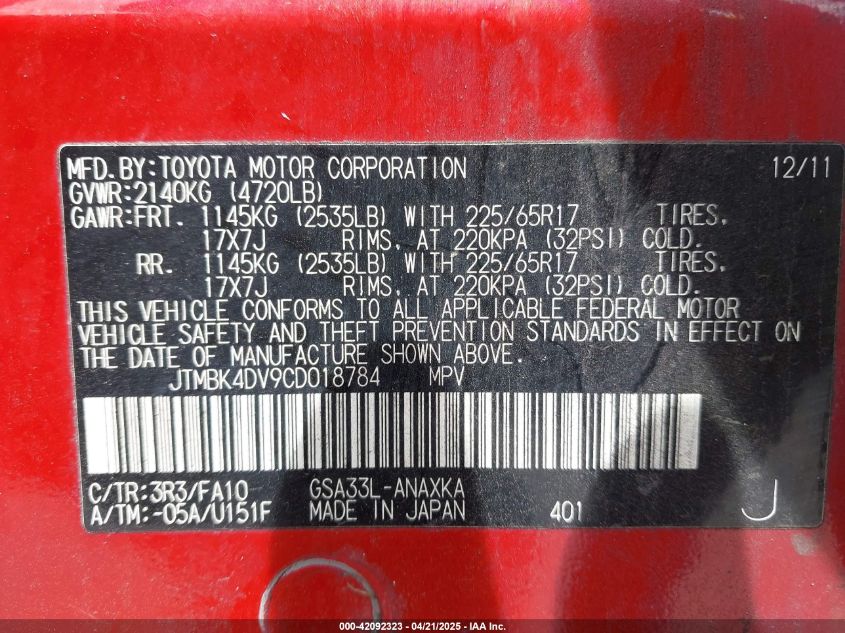 MFD.BY:TOYOTA MOTOR CORPORATION 12/11
GVWR:2140KG (4720LB)
GAWR:FRT. 1145KG (2535LB) WITH 225/65R17 TIRES,
17X7J RIMS, AT 220KPA (32PSI) COLD.
RR. 1145KG (2535LB) WITH 225/65R17 TIRES,
17X7J RIMS, AT 220KPA (32PSI) COLD.
THIS VEHICLE CONFORMS TO ALL APPLICABLE FEDERAL MOTOR
VEHICLE SAFETY AND THEFT PREVENTION STANDARDS IN EFFECT ON
THE DATE OF MANUFACTURE SHOWN ABOVE.
JTMBK4DV9CD018784 MPV
C/TR:3R3/FA10 GSA33L-ANAXKA
A/TM:-05A/U151F MADE IN JAPAN 401 J
000-42092323 - 04/21/2025 - IAA Inc.